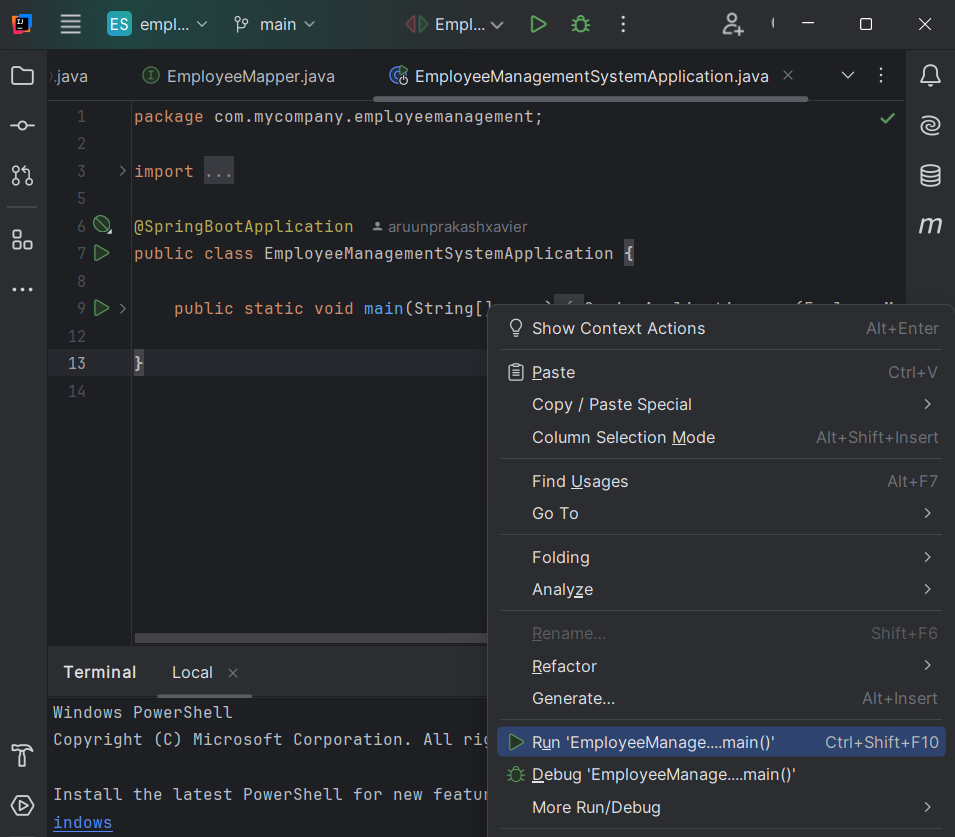 ES empl... main Empl...
.java EmployeeMapper.java EmployeeManagementSystemApplication.java
1 package com.mycompany.employeemanagement;
2
3 import ...
5
6 @SpringBootApplication aruunprakashxavier
7 public class EmployeeManagementSystemApplication {
8
9 public static void main(String[]
12
13 }
14
Show Context Actions Alt+Enter
Paste Ctrl+V
Copy / Paste Special
Column Selection Mode Alt+Shift+Insert
Find Usages Alt+F7
Go To
Folding
Analyze
Rename... Shift+F6
Refactor
Generate... Alt+Insert
Run 'EmployeeManage....main()' Ctrl+Shift+F10
Debug 'EmployeeManage....main()'
More Run/Debug
Terminal Local
Windows PowerShell
Copyright (C) Microsoft Corporation. All rig
Install the latest PowerShell for new featur
indows